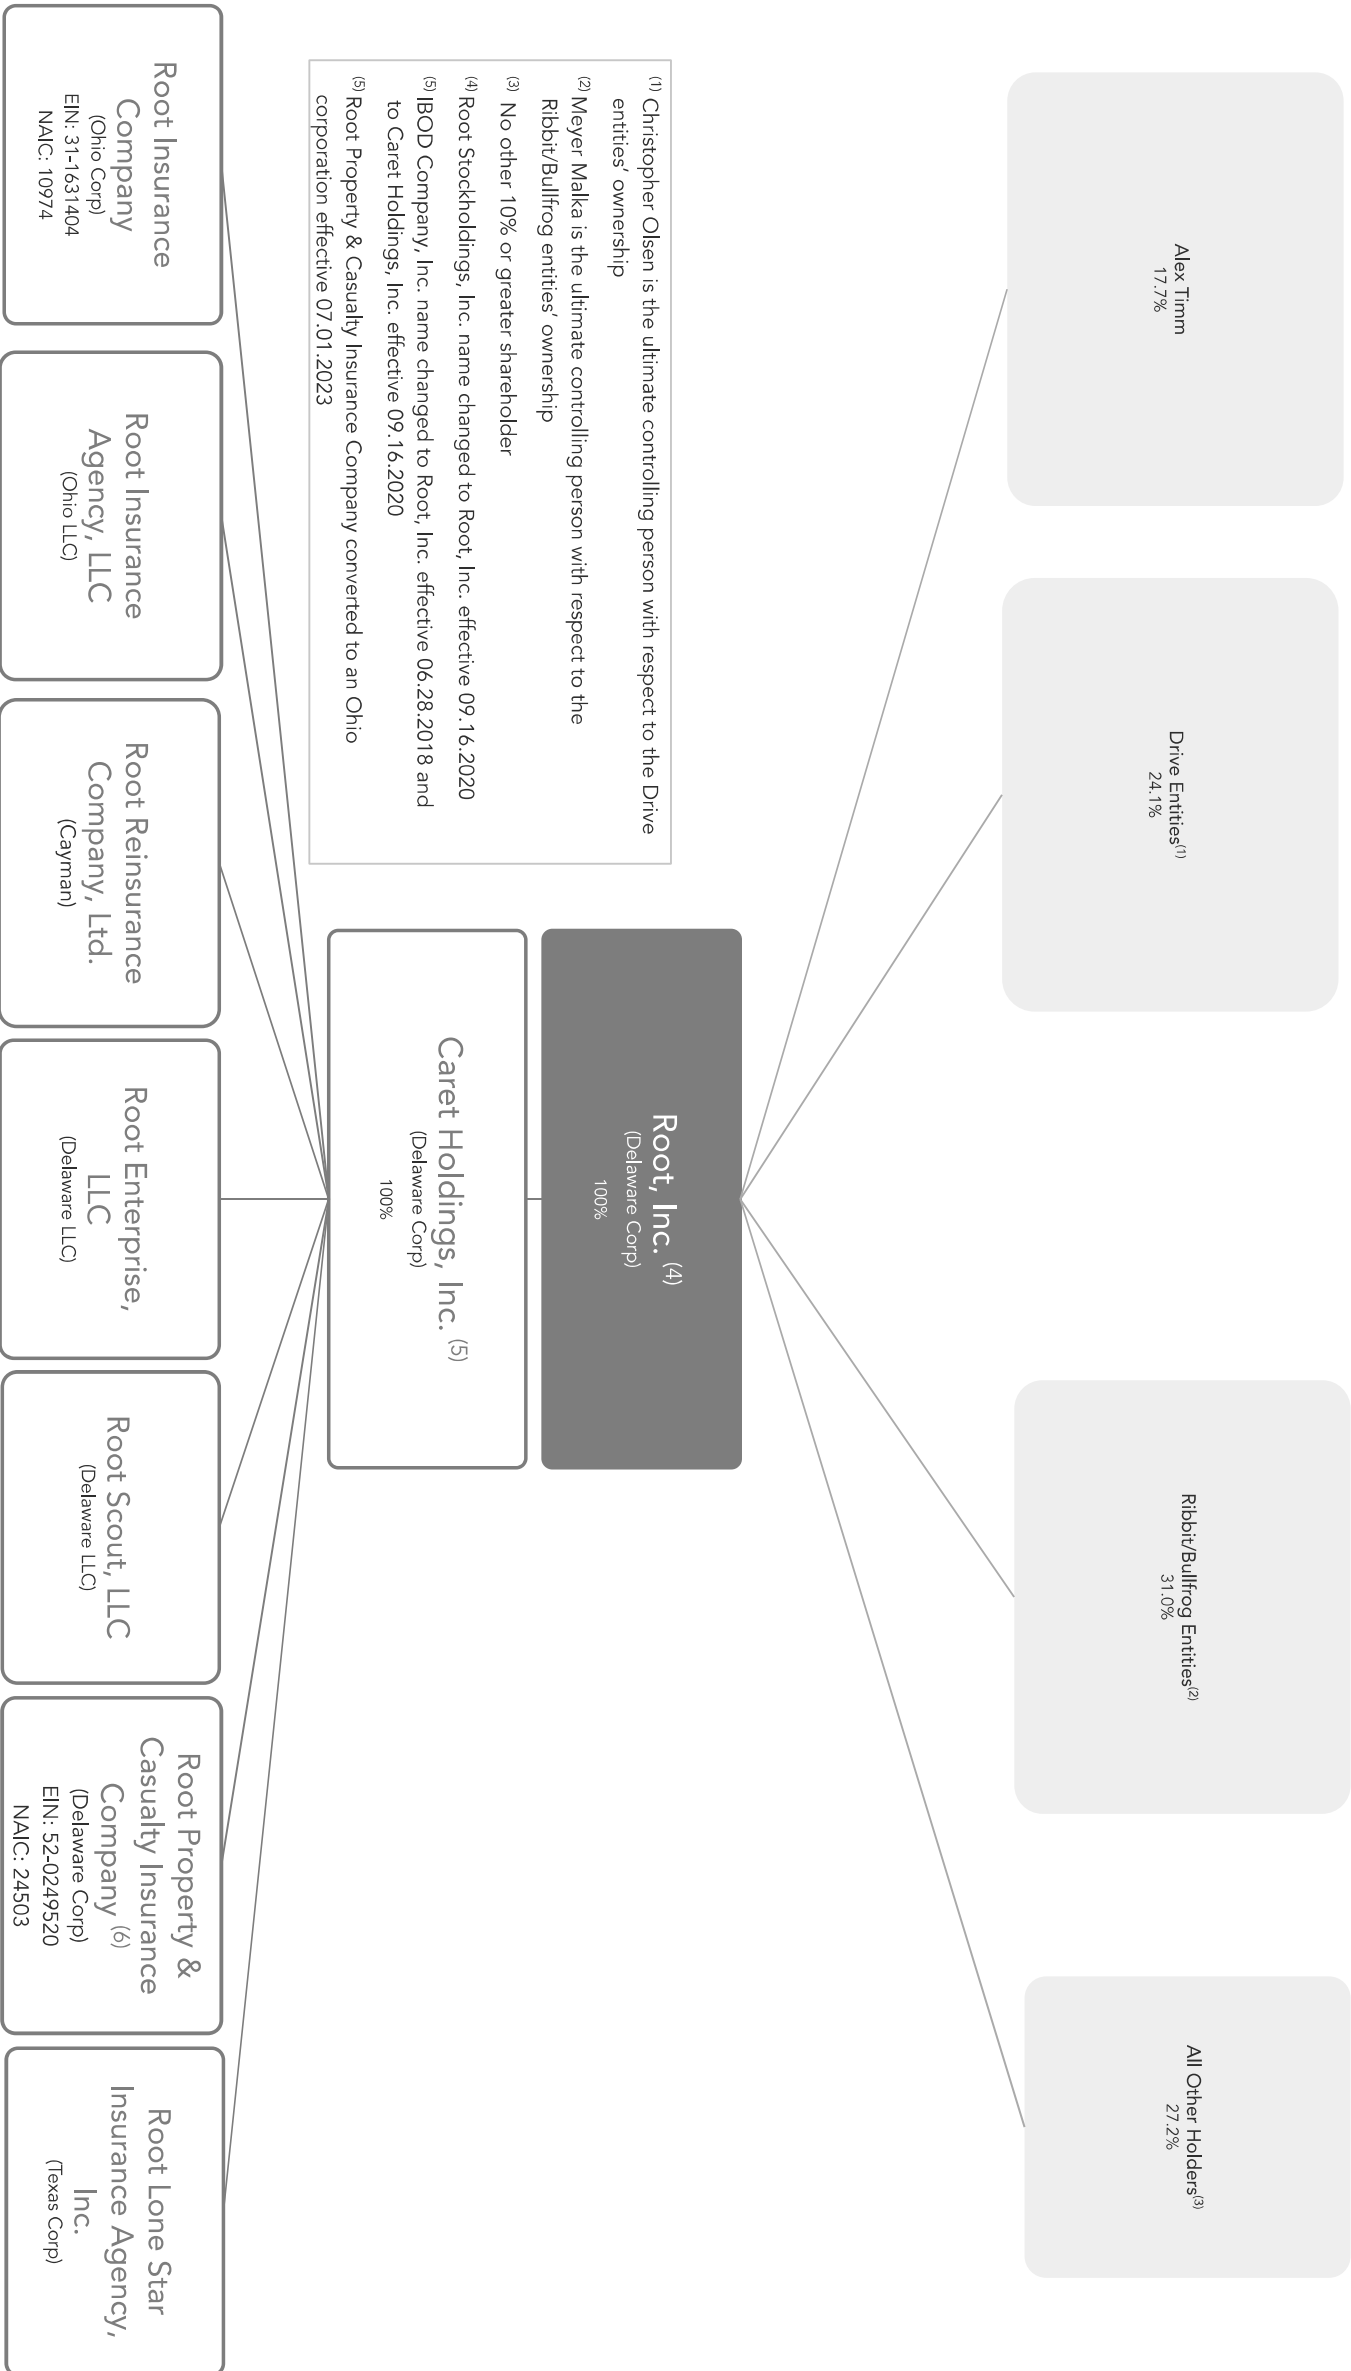 Alex Timm
17.7%
Drive Entities(1)
24.1%
Ribbit/Bullfrog Entities(2)
31.0%
All Other Holders(3)
27.2%
Root, Inc. (4)
(Delaware Corp)
100%
Caret Holdings, Inc. (5)
(Delaware Corp)
100%
(1) Christopher Olsen is the ultimate controlling person with respect to the Drive
entities’ ownership
(2) Meyer Malka is the ultimate controlling person with respect to the
Ribbit/Bullfrog entities’ ownership
(3) No other 10% or greater shareholder
(4) Root Stockholdings, Inc. name changed to Root, Inc. effective 09.16.2020
(5) IBOD Company, Inc. name changed to Root, Inc. effective 06.28.2018 and
to Caret Holdings, Inc. effective 09.16.2020
(5) Root Property & Casualty Insurance Company converted to an Ohio
corporation effective 07.01.2023
Root Insurance
Company
(Ohio Corp)
EIN: 31-1631404
NAIC: 10974
Root Insurance
Agency, LLC
(Ohio LLC)
Root Reinsurance
Company, Ltd.
(Cayman)
Root Enterprise,
LLC
(Delaware LLC)
Root Scout, LLC
(Delaware LLC)
Root Property &
Casualty Insurance
Company (6)
(Delaware Corp)
EIN: 52-0249520
NAIC: 24503
Root Lone Star
Insurance Agency,
Inc.
(Texas Corp)